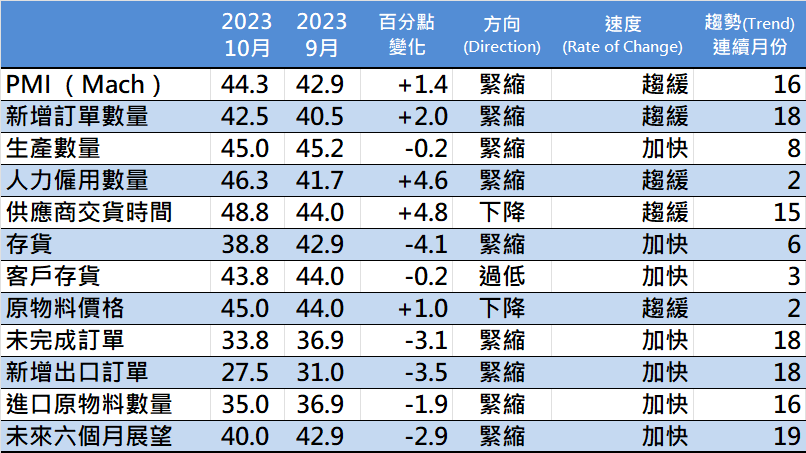 2023 2023 百分點 方向 速度 趨勢(Trend)
10月 9月 變化 (Direction) (Rate of Change) 連續月份
PMI （Mach） 44.3 42.9 +1.4 緊縮 趨緩 16
新增訂單數量 42.5 40.5 +2.0 緊縮 趨緩 18
生產數量 45.0 45.2 -0.2 緊縮 加快 8
人力僱用數量 46.3 41.7 +4.6 緊縮 趨緩 2
供應商交貨時間 48.8 44.0 +4.8 下降 趨緩 15
存貨 38.8 42.9 -4.1 緊縮 加快 6
客戶存貨 43.8 44.0 -0.2 過低 加快 3
原物料價格 45.0 44.0 +1.0 下降 趨緩 2
未完成訂單 33.8 36.9 -3.1 緊縮 加快 18
新增出口訂單 27.5 31.0 -3.5 緊縮 加快 18
進口原物料數量 35.0 36.9 -1.9 緊縮 加快 16
未來六個月展望 40.0 42.9 -2.9 緊縮 加快 19